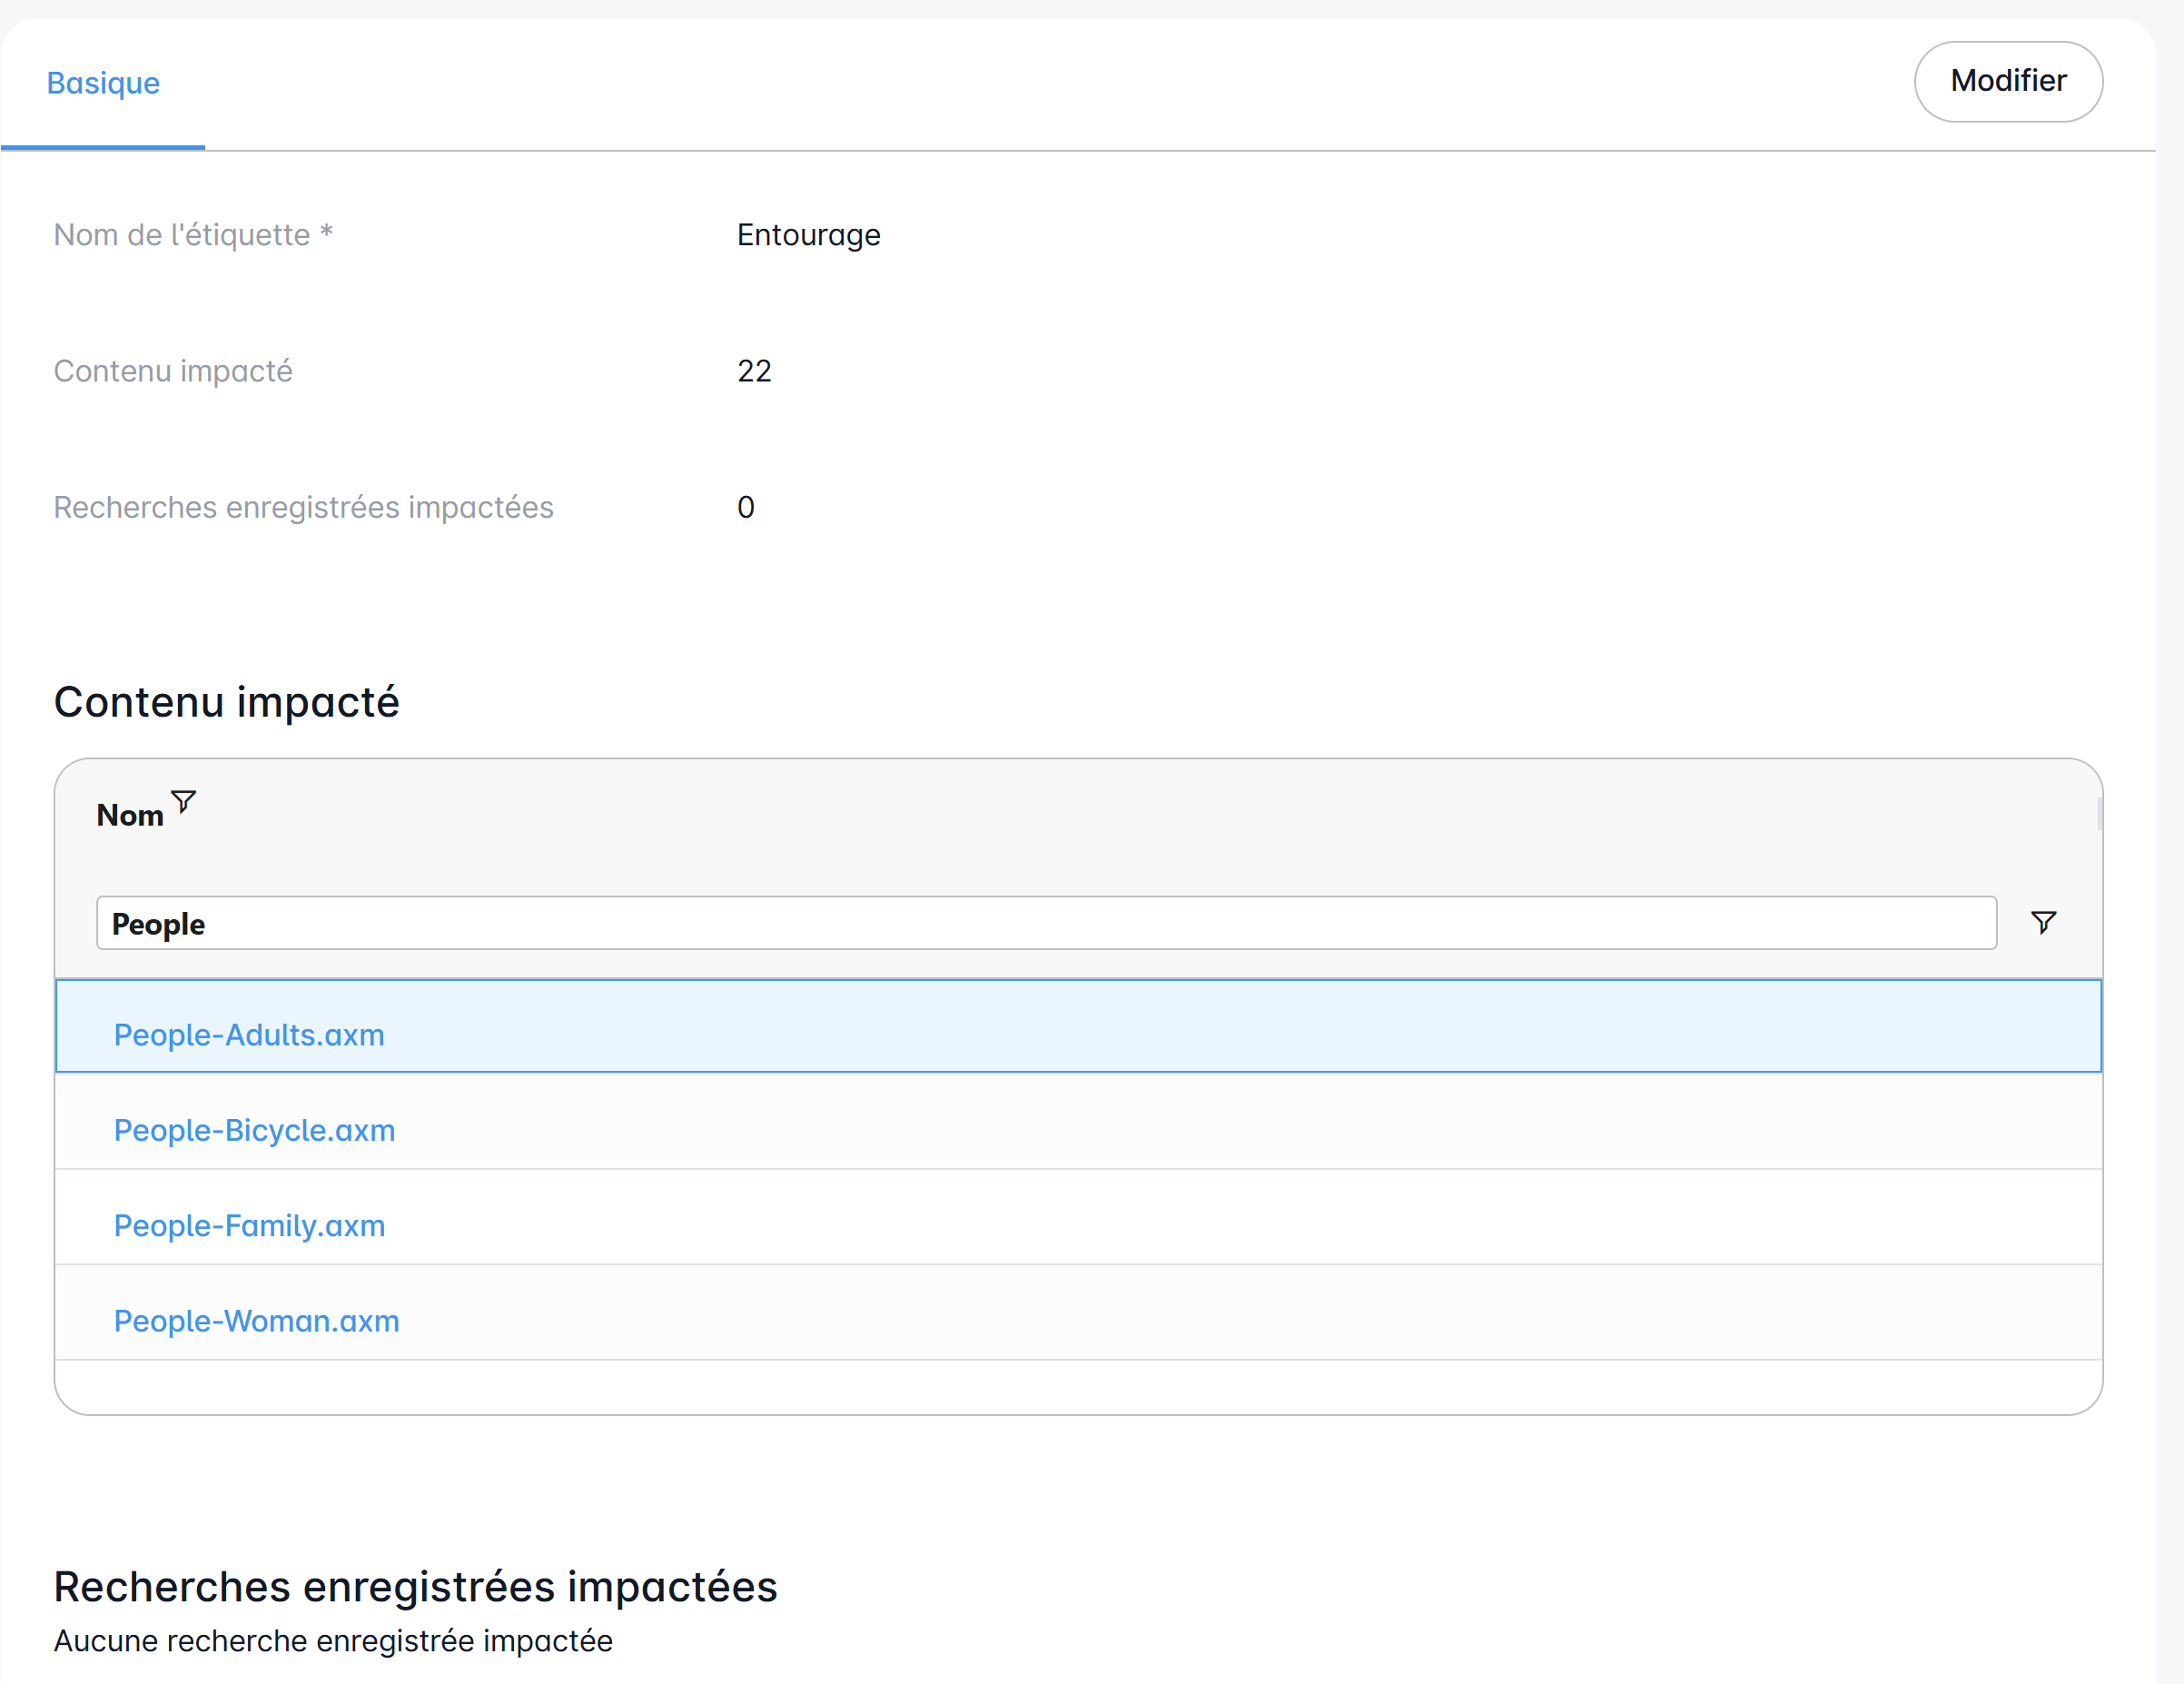 Basique
Modifier
Nom de l'étiquette * Entourage
Contenu impacté 22
Recherches enregistrées impactées 0
Contenu impacté
Nom
People
People-Adults.axm
People-Bicycle.axm
People-Family.axm
People-Woman.axm
Recherches enregistrées impactées
Aucune recherche enregistrée impactée